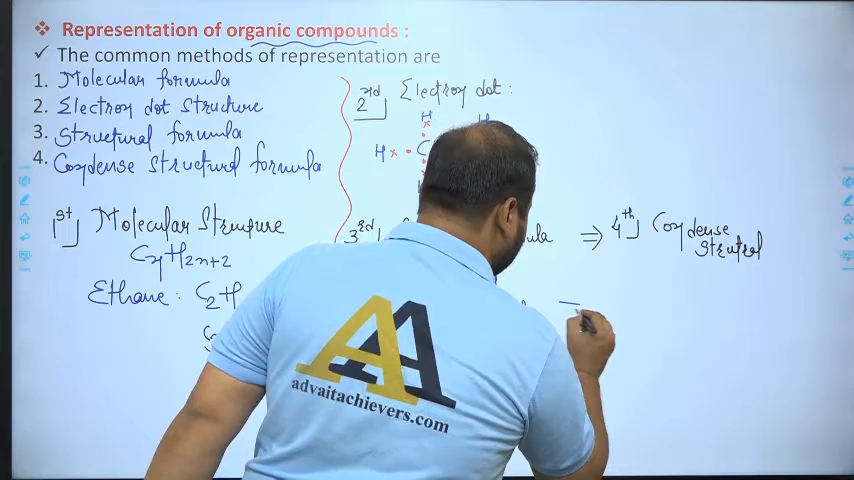 ❖ Representation of organic compounds :
✓ The common methods of representation are
1. Molecular formula
2. Electron dot structure
3. Structural formula
4. Condense structural formula
2nd Electron dot :
H
H
H × • C
1st Molecular Struxture
CnH2n+2
Ethane : C2H
3rd
ula
⇒ 4th Condense
Strutral
AA
advaitachievers.com